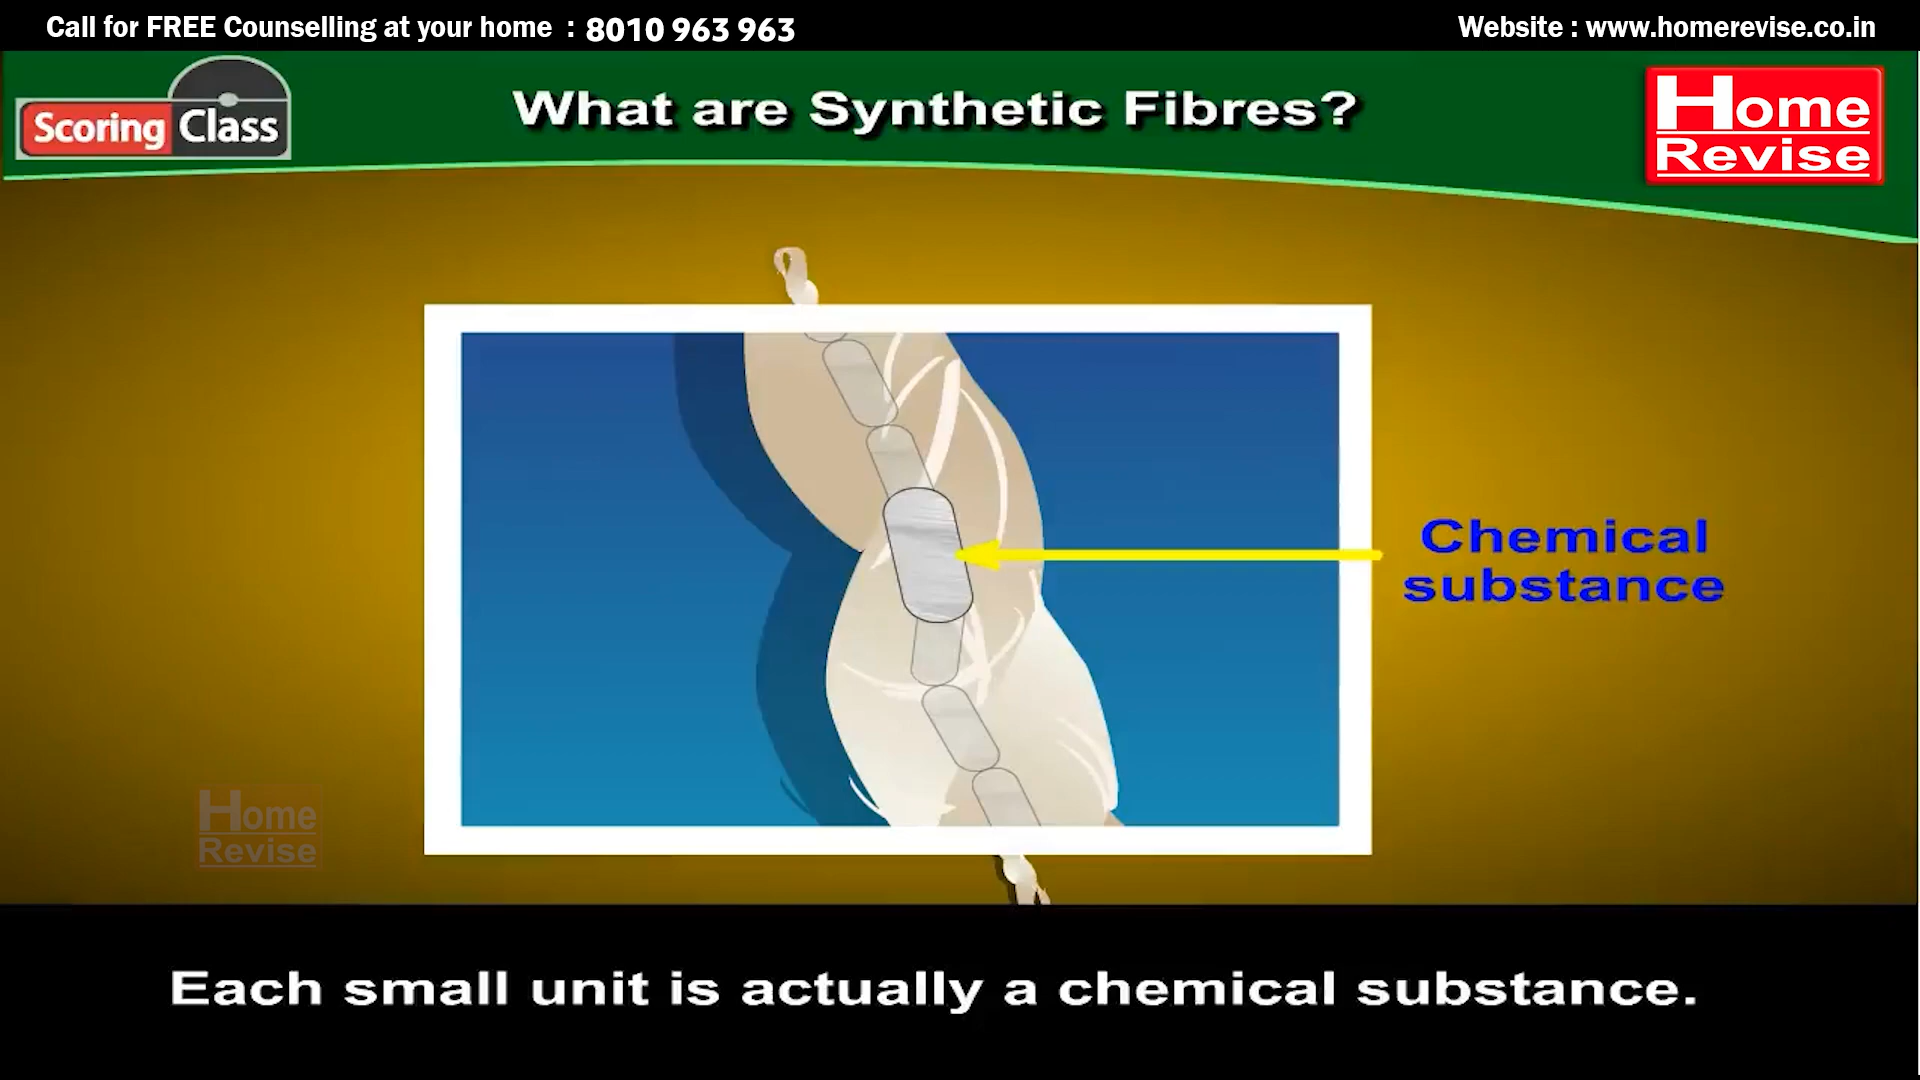 Call for FREE Counselling at your home : 8010 963 963
Website : www.homerevise.co.in
Scoring Class
What are Synthetic Fibres?
Home
Revise
Chemical
substance
Home
Revise
Each small unit is actually a chemical substance.